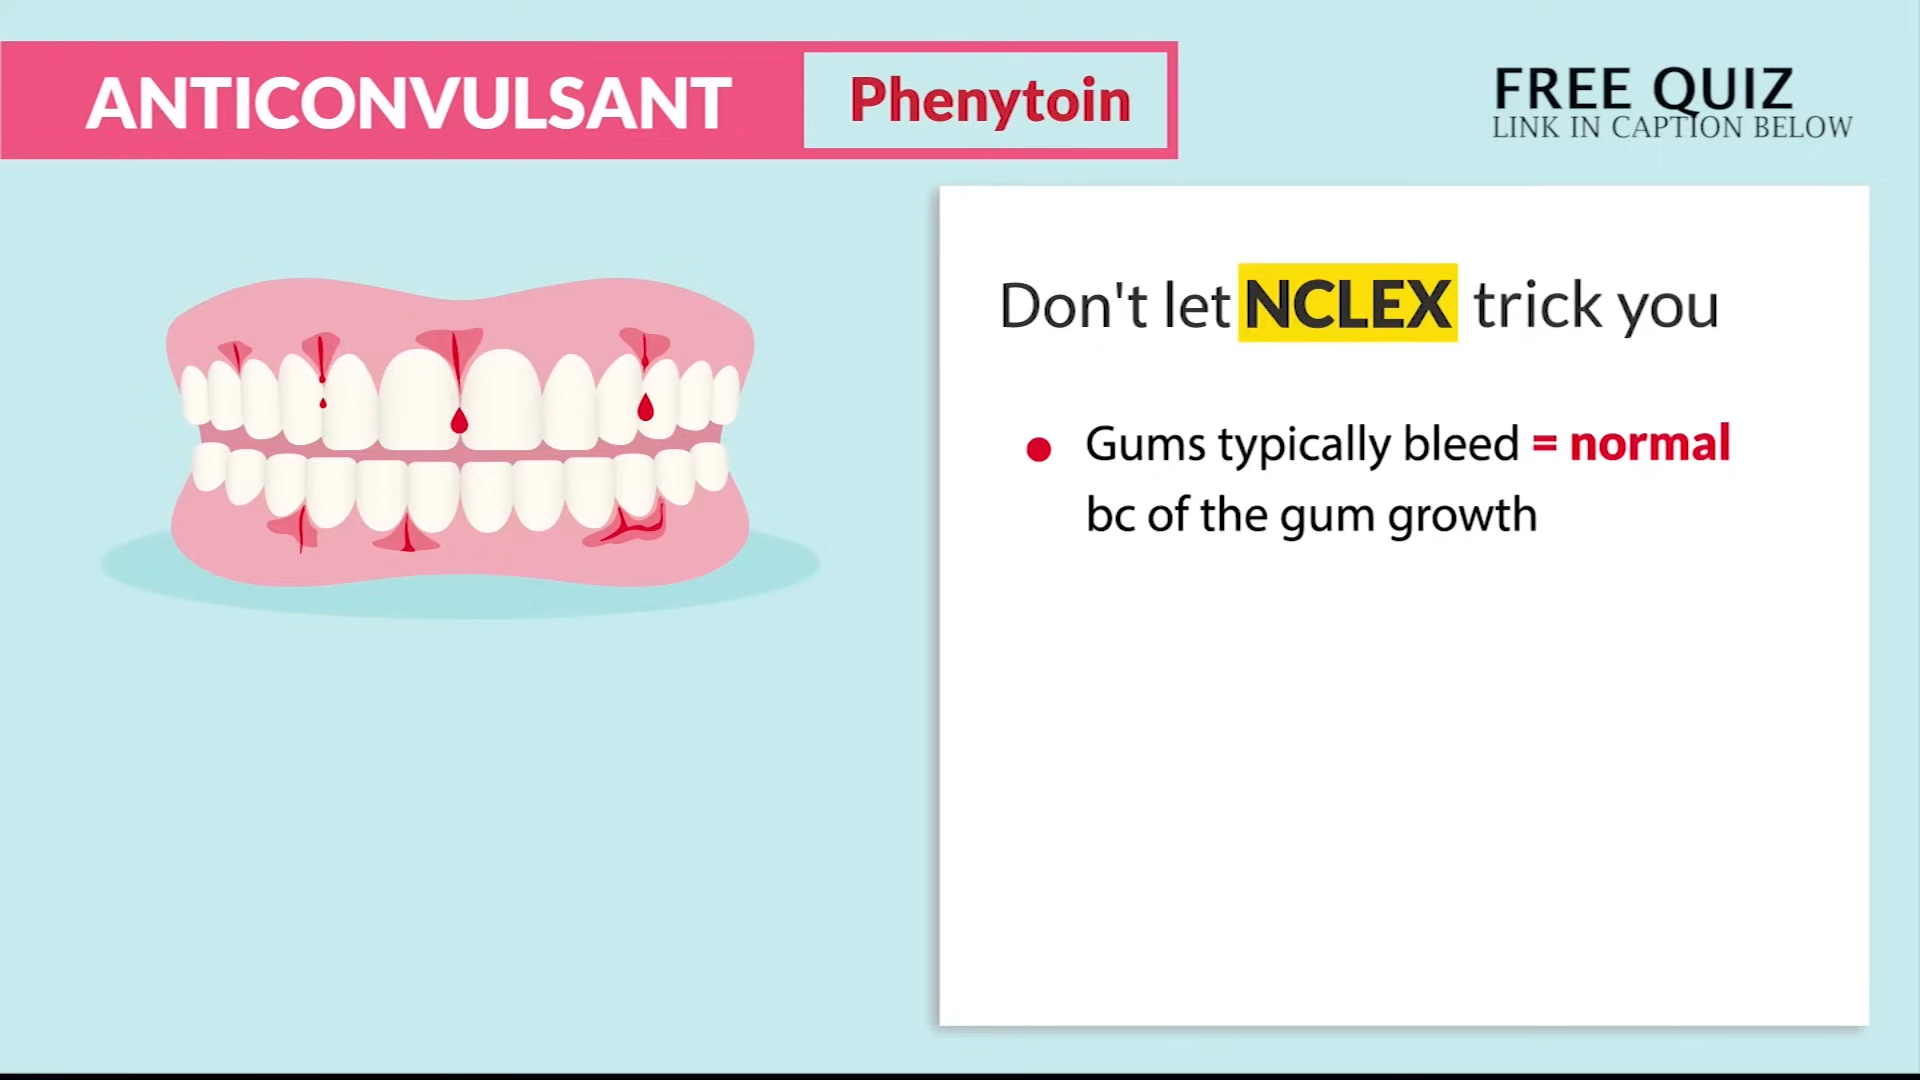 ANTICONVULSANT Phenytoin
FREE QUIZ
LINK IN CAPTION BELOW
Don't let NCLEX trick you
Gums typically bleed = normal
bc of the gum growth